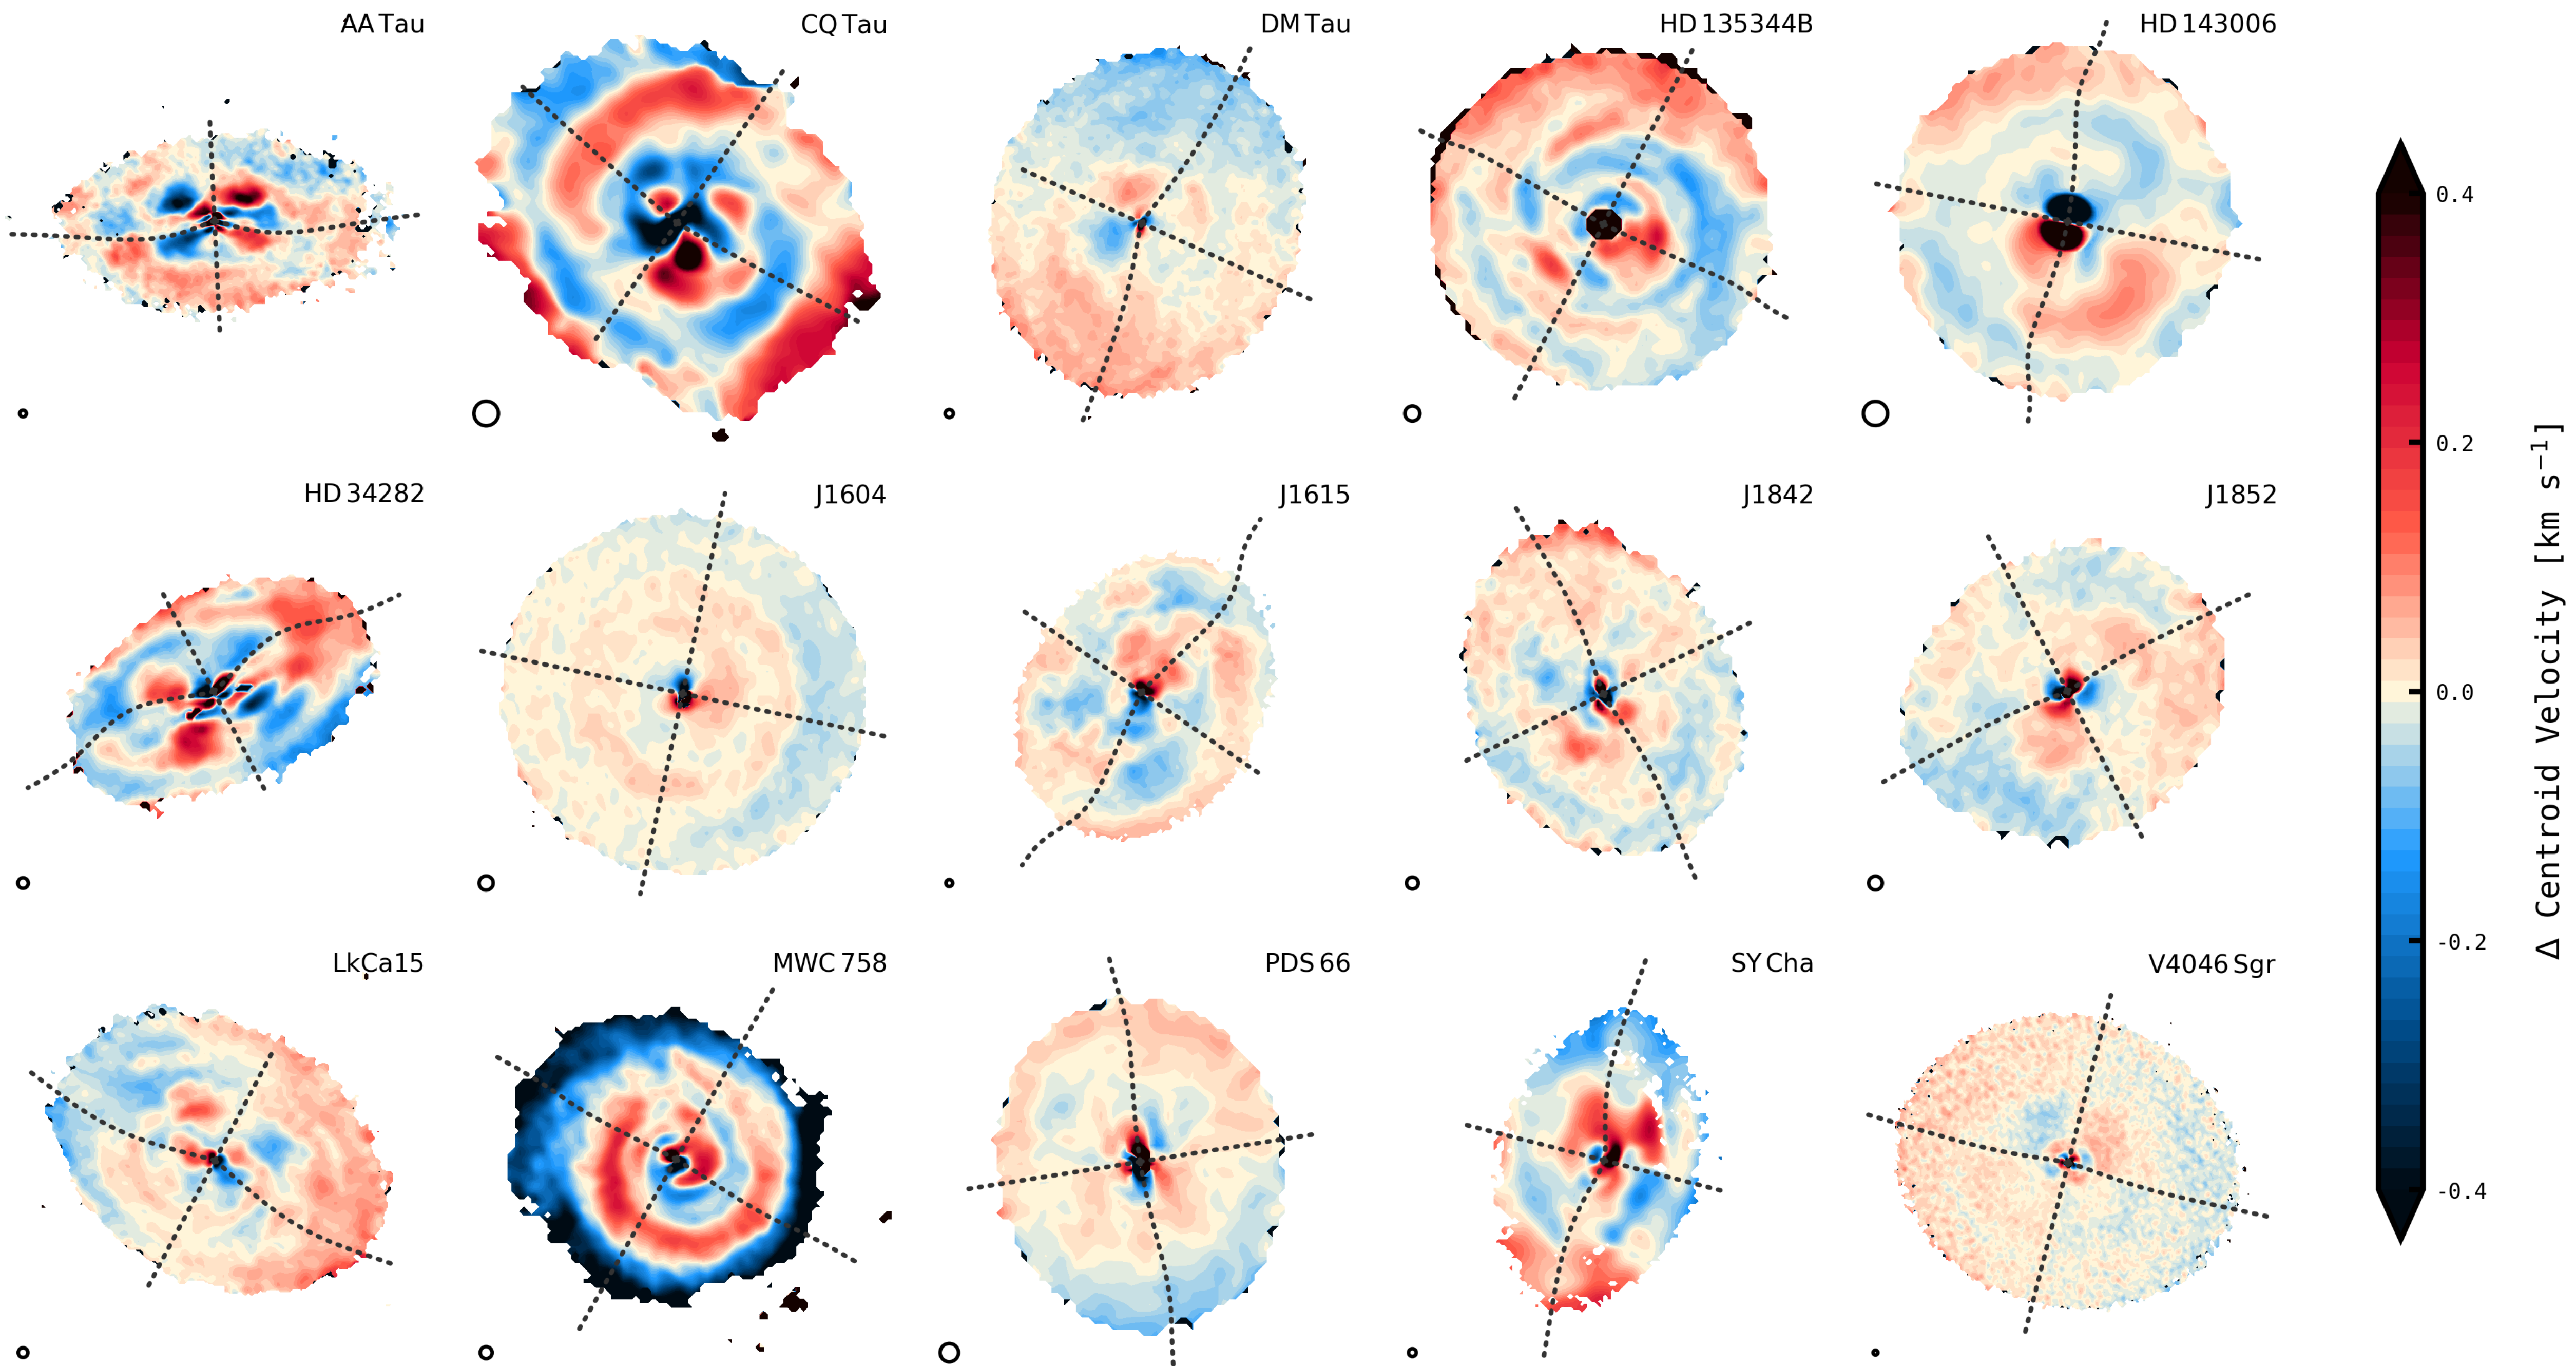 AA Tau
CQ Tau
DM Tau
HD 135344B
HD 143006
HD 34282
J1604
J1615
J1842
J1852
LkCa15
MWC 758
PDS 66
SY Cha
V4046 Sgr
0.4
0.2
0.0
-0.2
-0.4
Δ Centroid Velocity [km s⁻¹]